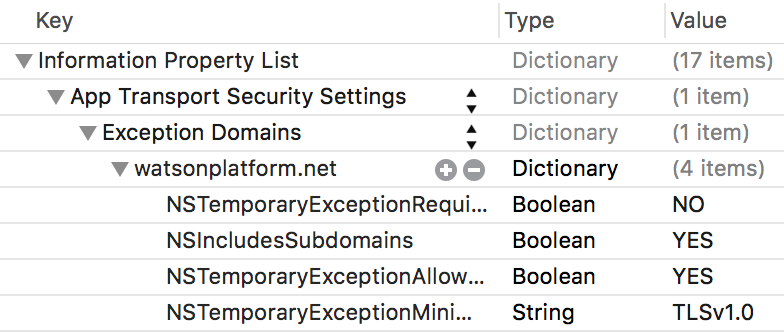 Key Type Value
Information Property List Dictionary (17 items)
App Transport Security Settings Dictionary (1 item)
Exception Domains Dictionary (1 item)
watsonplatform.net Dictionary (4 items)
NSTemporaryExceptionRequi... Boolean NO
NSIncludesSubdomains Boolean YES
NSTemporaryExceptionAllow... Boolean YES
NSTemporaryExceptionMini... String TLSv1.0